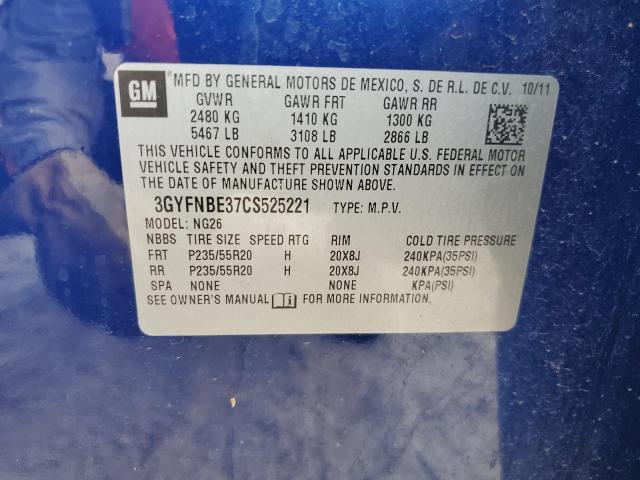 GM
MFD BY GENERAL MOTORS DE MEXICO, S. DE R.L. DE C.V. 10/11
GVWR GAWR FRT GAWR RR
2480 KG 1410 KG 1300 KG
5467 LB 3108 LB 2866 LB
THIS VEHICLE CONFORMS TO ALL APPLICABLE U.S. FEDERAL MOTOR
VEHICLE SAFETY AND THEFT PREVENTION STANDARDS IN EFFECT ON
THE DATE OF MANUFACTURE SHOWN ABOVE.
3GYFNBE37CS525221 TYPE: M.P.V.
MODEL: NG26
NBBS TIRE SIZE SPEED RTG RIM COLD TIRE PRESSURE
FRT P235/55R20 H 20X8J 240KPA(35PSI)
RR P235/55R20 H 20X8J 240KPA(35PSI)
SPA NONE NONE KPA(PSI)
SEE OWNER'S MANUAL FOR MORE INFORMATION.